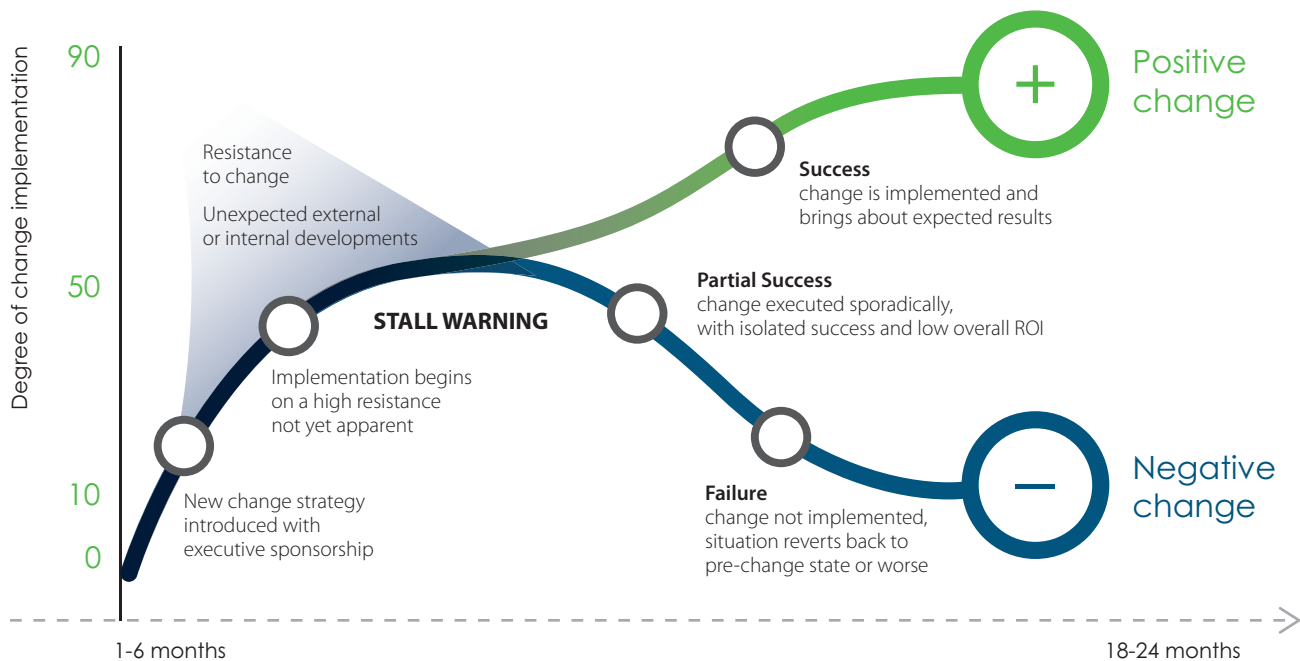 Degree of change implementation
90
50
10
0
Resistance
to change
Unexpected external
or internal developments
STALL WARNING
Implementation begins
on a high resistance
not yet apparent
New change strategy
introduced with
executive sponsorship
+
Positive
change
Success
change is implemented and
brings about expected results
Partial Success
change executed sporadically,
with isolated success and low overall ROI
Failure
change not implemented,
situation reverts back to
pre-change state or worse
–
Negative
change
1-6 months
18-24 months